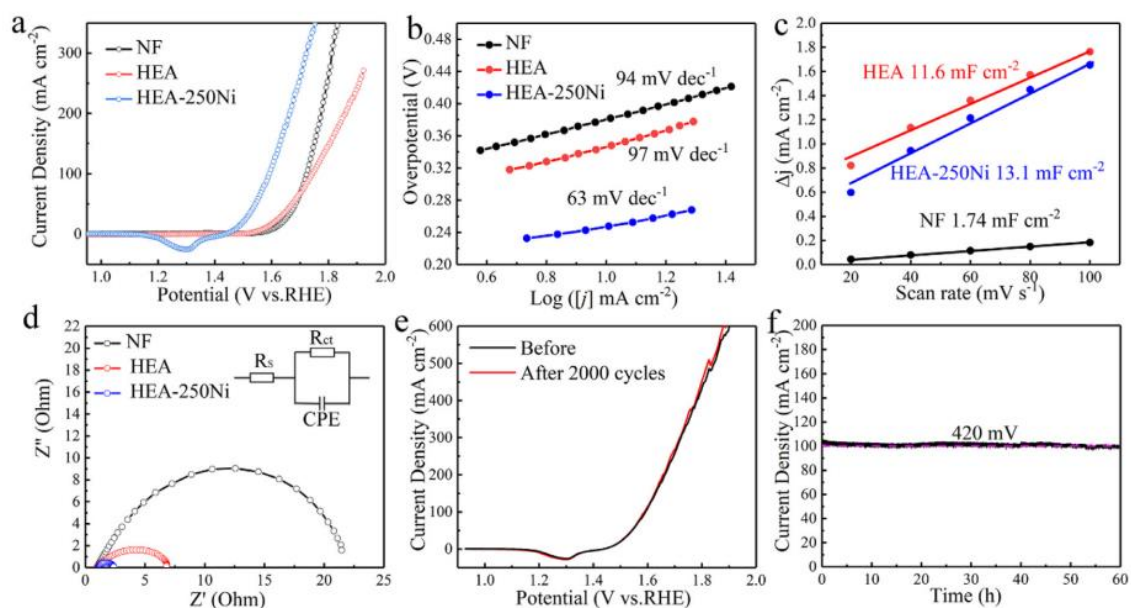 a
NF
HEA
HEA-250Ni
Current Density (mA cm⁻²)
300
200
100
0
1.0 1.2 1.4 1.6 1.8 2.0
Potential (V vs.RHE)
b
NF
HEA
HEA-250Ni
94 mV dec⁻¹
97 mV dec⁻¹
63 mV dec⁻¹
Overpotential (V)
0.48
0.44
0.40
0.36
0.32
0.28
0.24
0.20
0.6 0.8 1.0 1.2 1.4
Log ([j] mA cm⁻²)
c
HEA 11.6 mF cm⁻²
HEA-250Ni 13.1 mF cm⁻²
NF 1.74 mF cm⁻²
Δj (mA cm⁻²)
2.0
1.8
1.6
1.4
1.2
1.0
0.8
0.6
0.4
0.2
0.0
20 40 60 80 100
Scan rate (mV s⁻¹)
d
NF
HEA
HEA-250Ni
Rct
Rs
CPE
Z'' (Ohm)
22
20
18
16
14
12
10
8
6
4
2
0
0 5 10 15 20 25
Z' (Ohm)
e
Before
After 2000 cycles
Current Density (mA cm⁻²)
600
500
400
300
200
100
0
1.0 1.2 1.4 1.6 1.8 2.0
Potential (V vs.RHE)
f
420 mV
Current Density (mA cm⁻²)
200
180
160
140
120
100
80
60
40
20
0
0 10 20 30 40 50 60
Time (h)